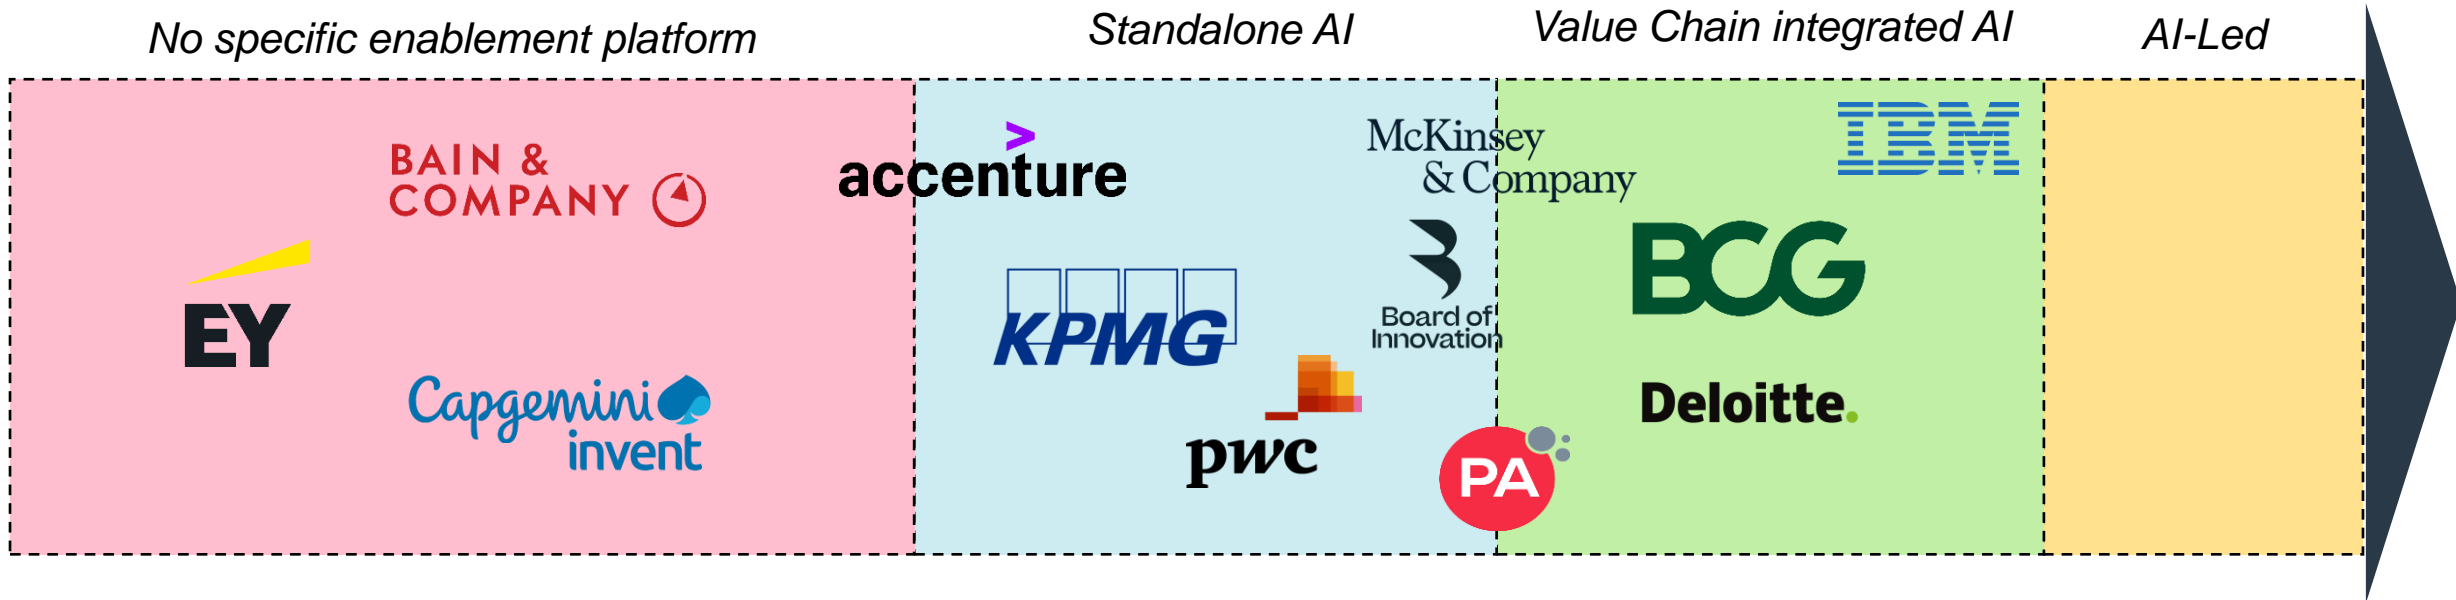 No specific enablement platform
Standalone AI
Value Chain integrated AI
AI-Led
BAIN &
COMPANY
EY
Capgemini
invent
>
accenture
KPMG
pwc
McKinsey
& Company
Board of
Innovation
PA
IBM
BCG
Deloitte.